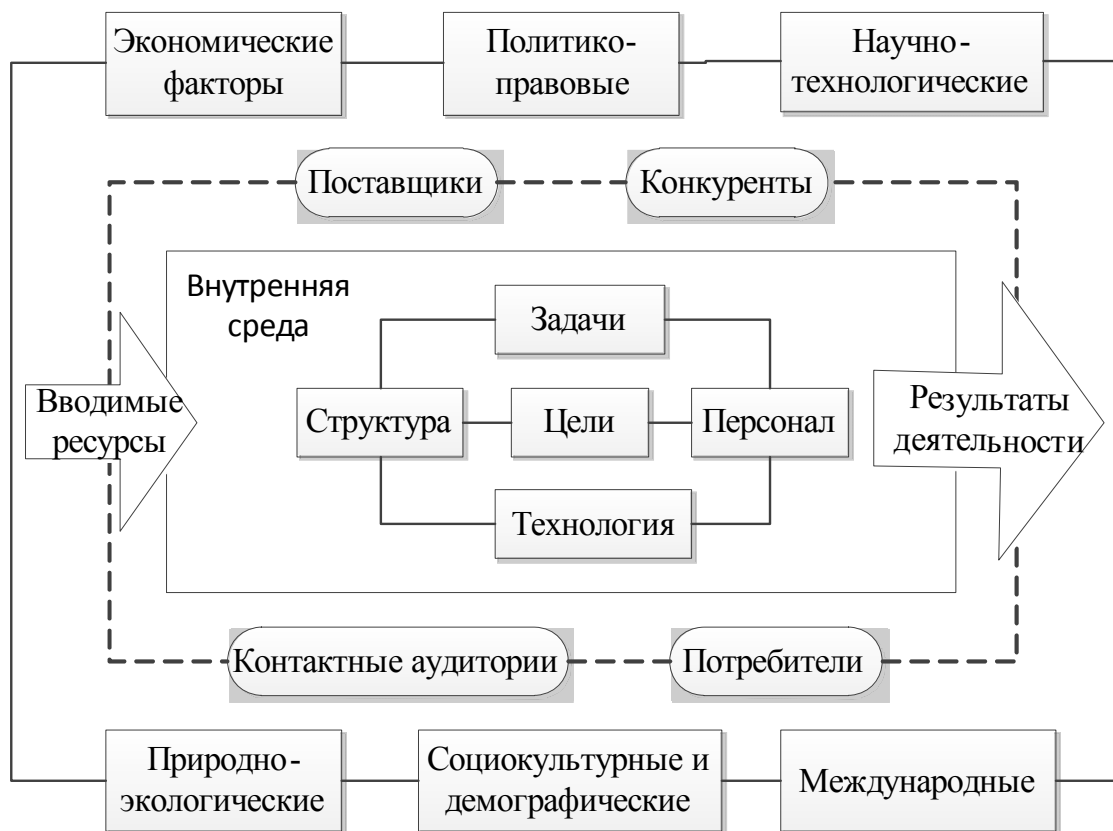 Экономические
факторы
Политико-
правовые
Научно-
технологические
Поставщики
Конкуренты
Внутренняя
среда
Задачи
Вводимые
ресурсы
Структура
Цели
Персонал
Результаты
деятельности
Технология
Контактные аудитории
Потребители
Природно-
экологические
Социокультурные и
демографические
Международные